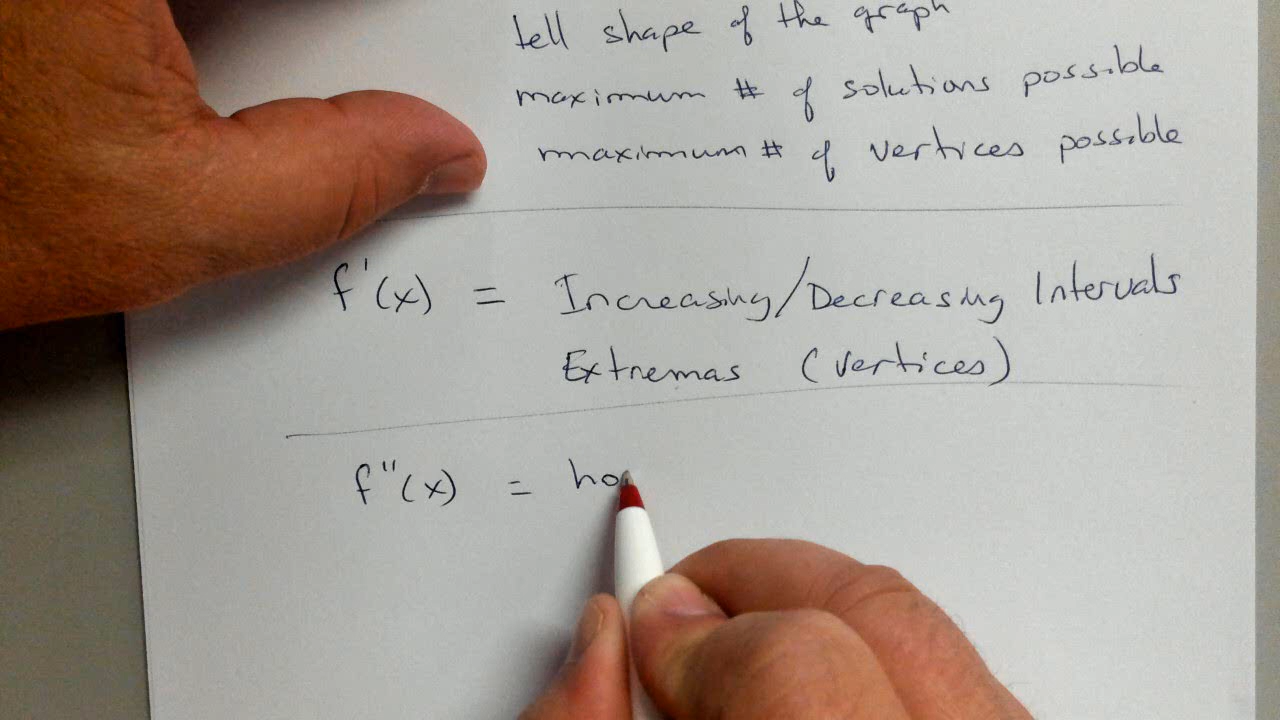 tell shape of the graph
maximum # of solutions possible
maximum # of vertices possible
f'(x) = Increasing/Decreasing Intervals
Extremas (vertices)
f"(x) = ho